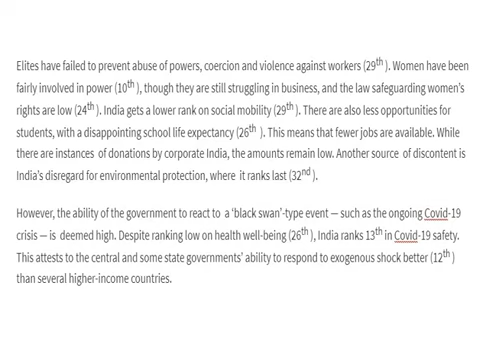 Elites have failed to prevent abuse of powers, coercion and violence against workers (29th ). Women have been
fairly involved in power (10th ), though they are still struggling in business, and the law safeguarding women's
rights are low (24th ). India gets a lower rank on social mobility (29th ). There are also less opportunities for
students, with a disappointing school life expectancy (26th ). This means that fewer jobs are available. While
there are instances of donations by corporate India, the amounts remain low. Another source of discontent is
India's disregard for environmental protection, where it ranks last (32nd ).
However, the ability of the government to react to a 'black swan'-type event — such as the ongoing Covid-19
crisis — is deemed high. Despite ranking low on health well-being (26th ), India ranks 13th in Covid-19 safety.
This attests to the central and some state governments' ability to respond to exogenous shock better (12th )
than several higher-income countries.